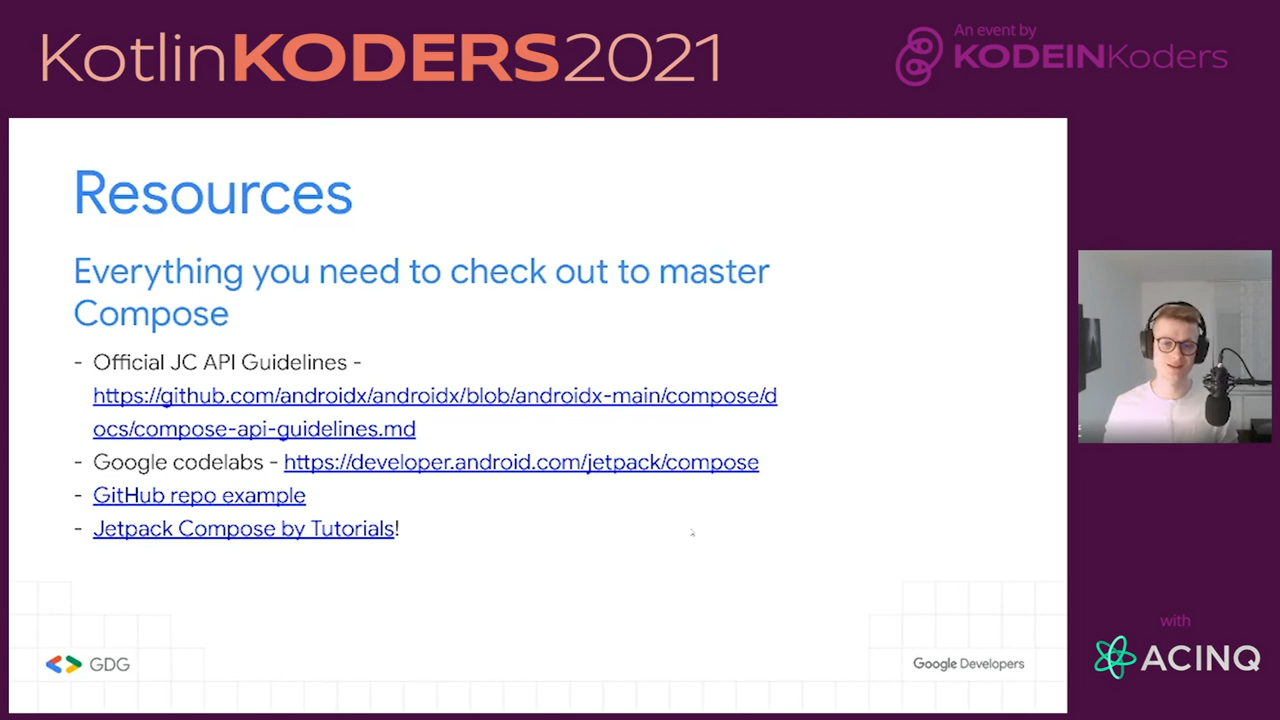 KotlinKODERS2021
An event by
KODEINKoders
Resources
Everything you need to check out to master
Compose
- Official JC API Guidelines -
https://github.com/androidx/androidx/blob/androidx-main/compose/d
ocs/compose-api-guidelines.md
- Google codelabs - https://developer.android.com/jetpack/compose
- GitHub repo example
- Jetpack Compose by Tutorials!
GDG
Google Developers
with
ACINQ